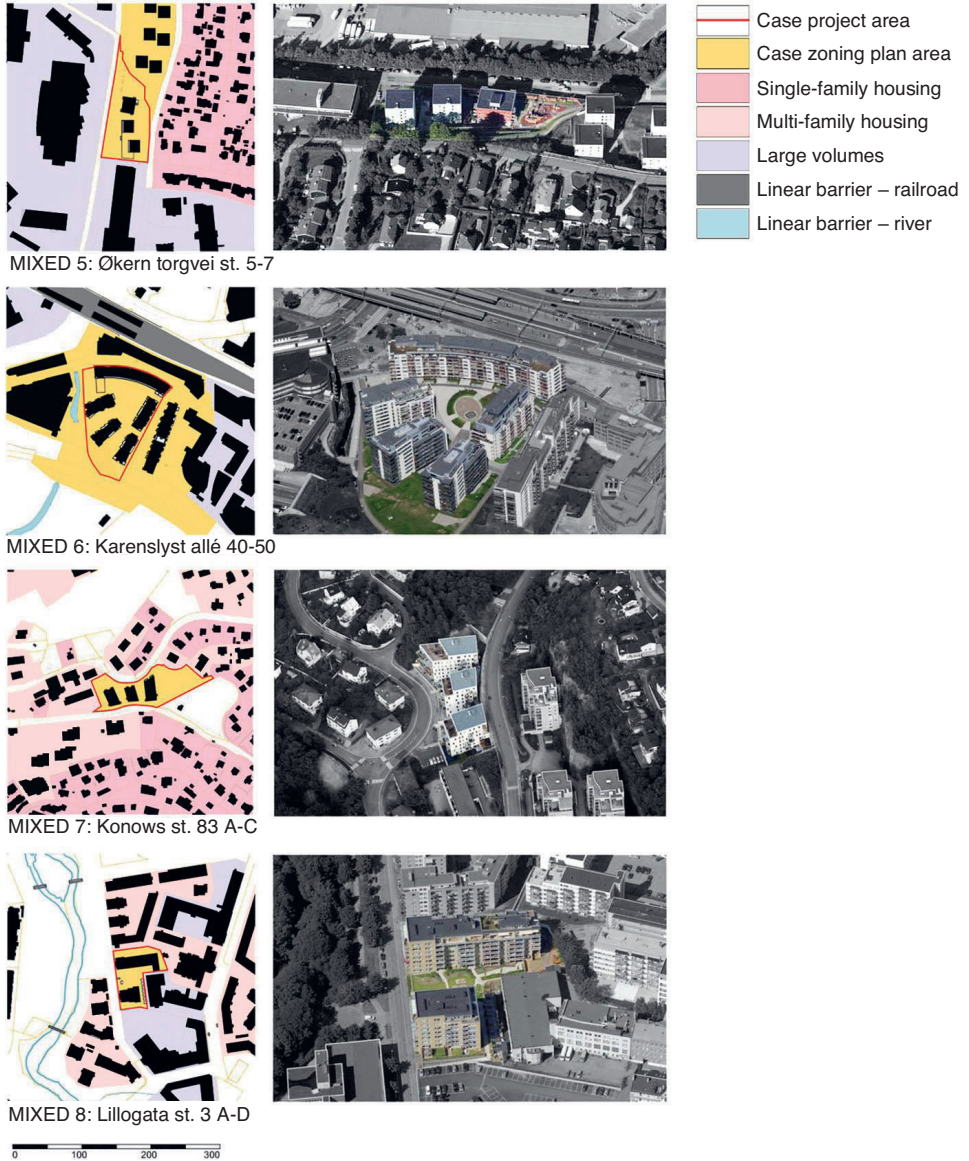 Case project area
Case zoning plan area
Single-family housing
Multi-family housing
Large volumes
Linear barrier – railroad
Linear barrier – river
MIXED 5: Økern torgvei st. 5-7
MIXED 6: Karenslyst allé 40-50
MIXED 7: Konows st. 83 A-C
MIXED 8: Lillogata st. 3 A-D
0 100 200 300